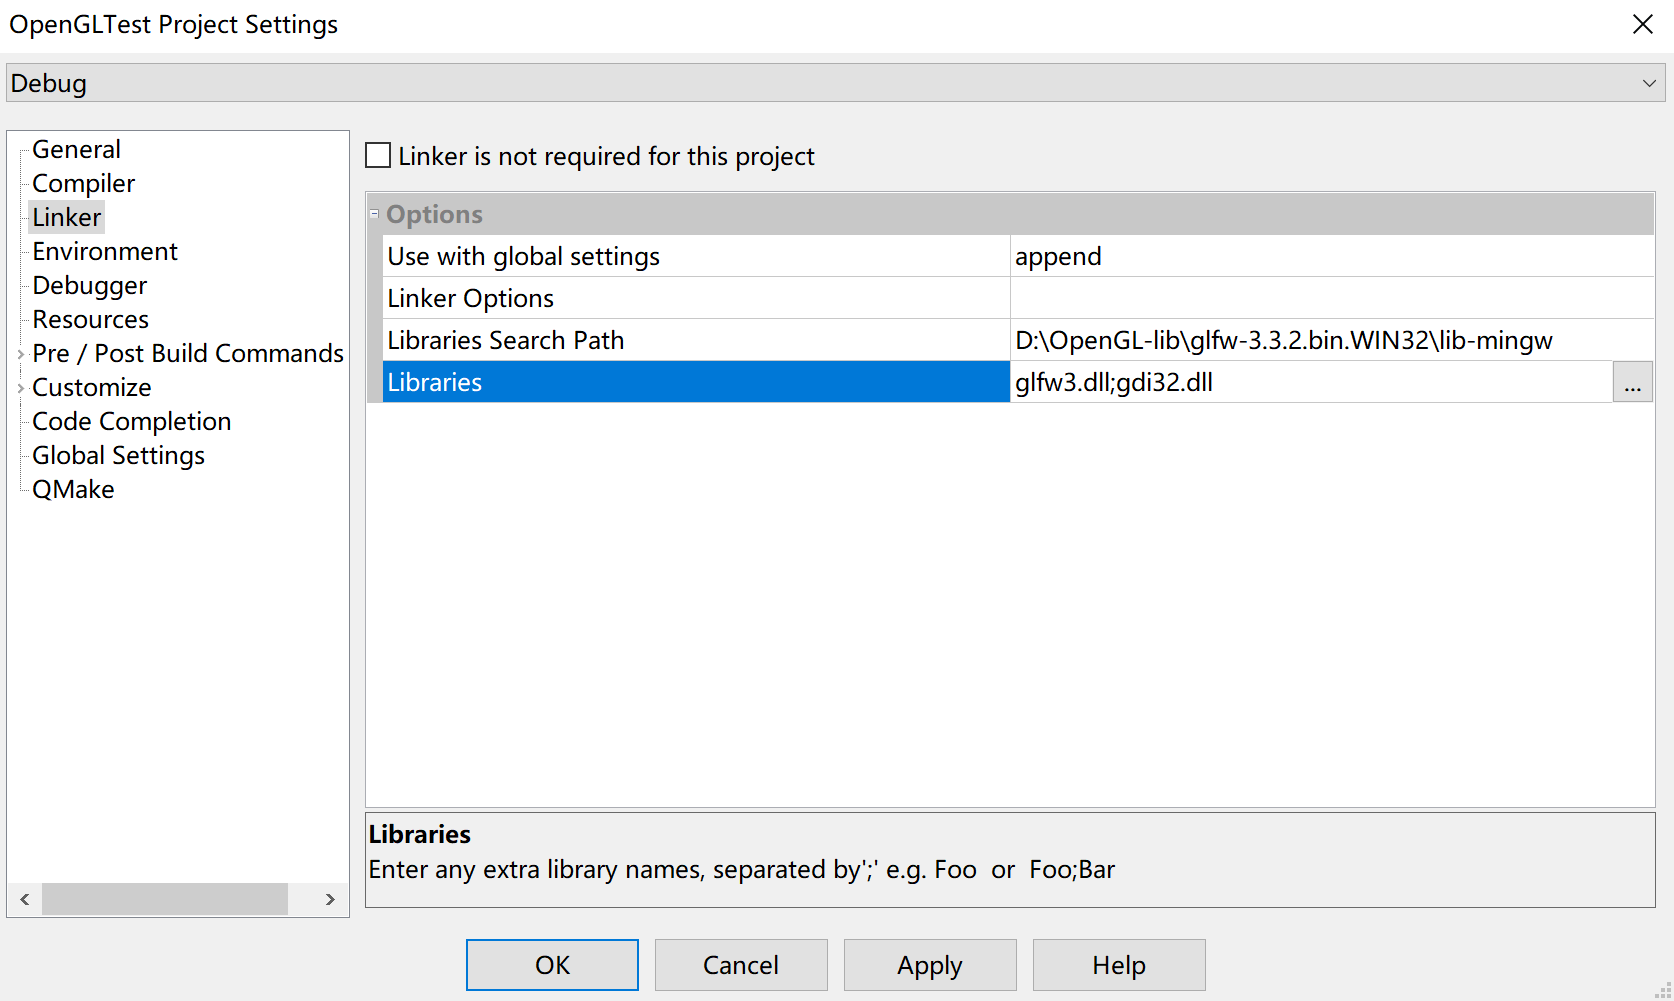 OpenGLTest Project Settings
Debug
General
Compiler
Linker
Environment
Debugger
Resources
Pre / Post Build Commands
Customize
Code Completion
Global Settings
QMake
Linker is not required for this project
Options
Use with global settings append
Linker Options
Libraries Search Path D:\OpenGL-lib\glfw-3.3.2.bin.WIN32\lib-mingw
Libraries glfw3.dll;gdi32.dll ...
Libraries
Enter any extra library names, separated by';' e.g. Foo or Foo;Bar
OK Cancel Apply Help